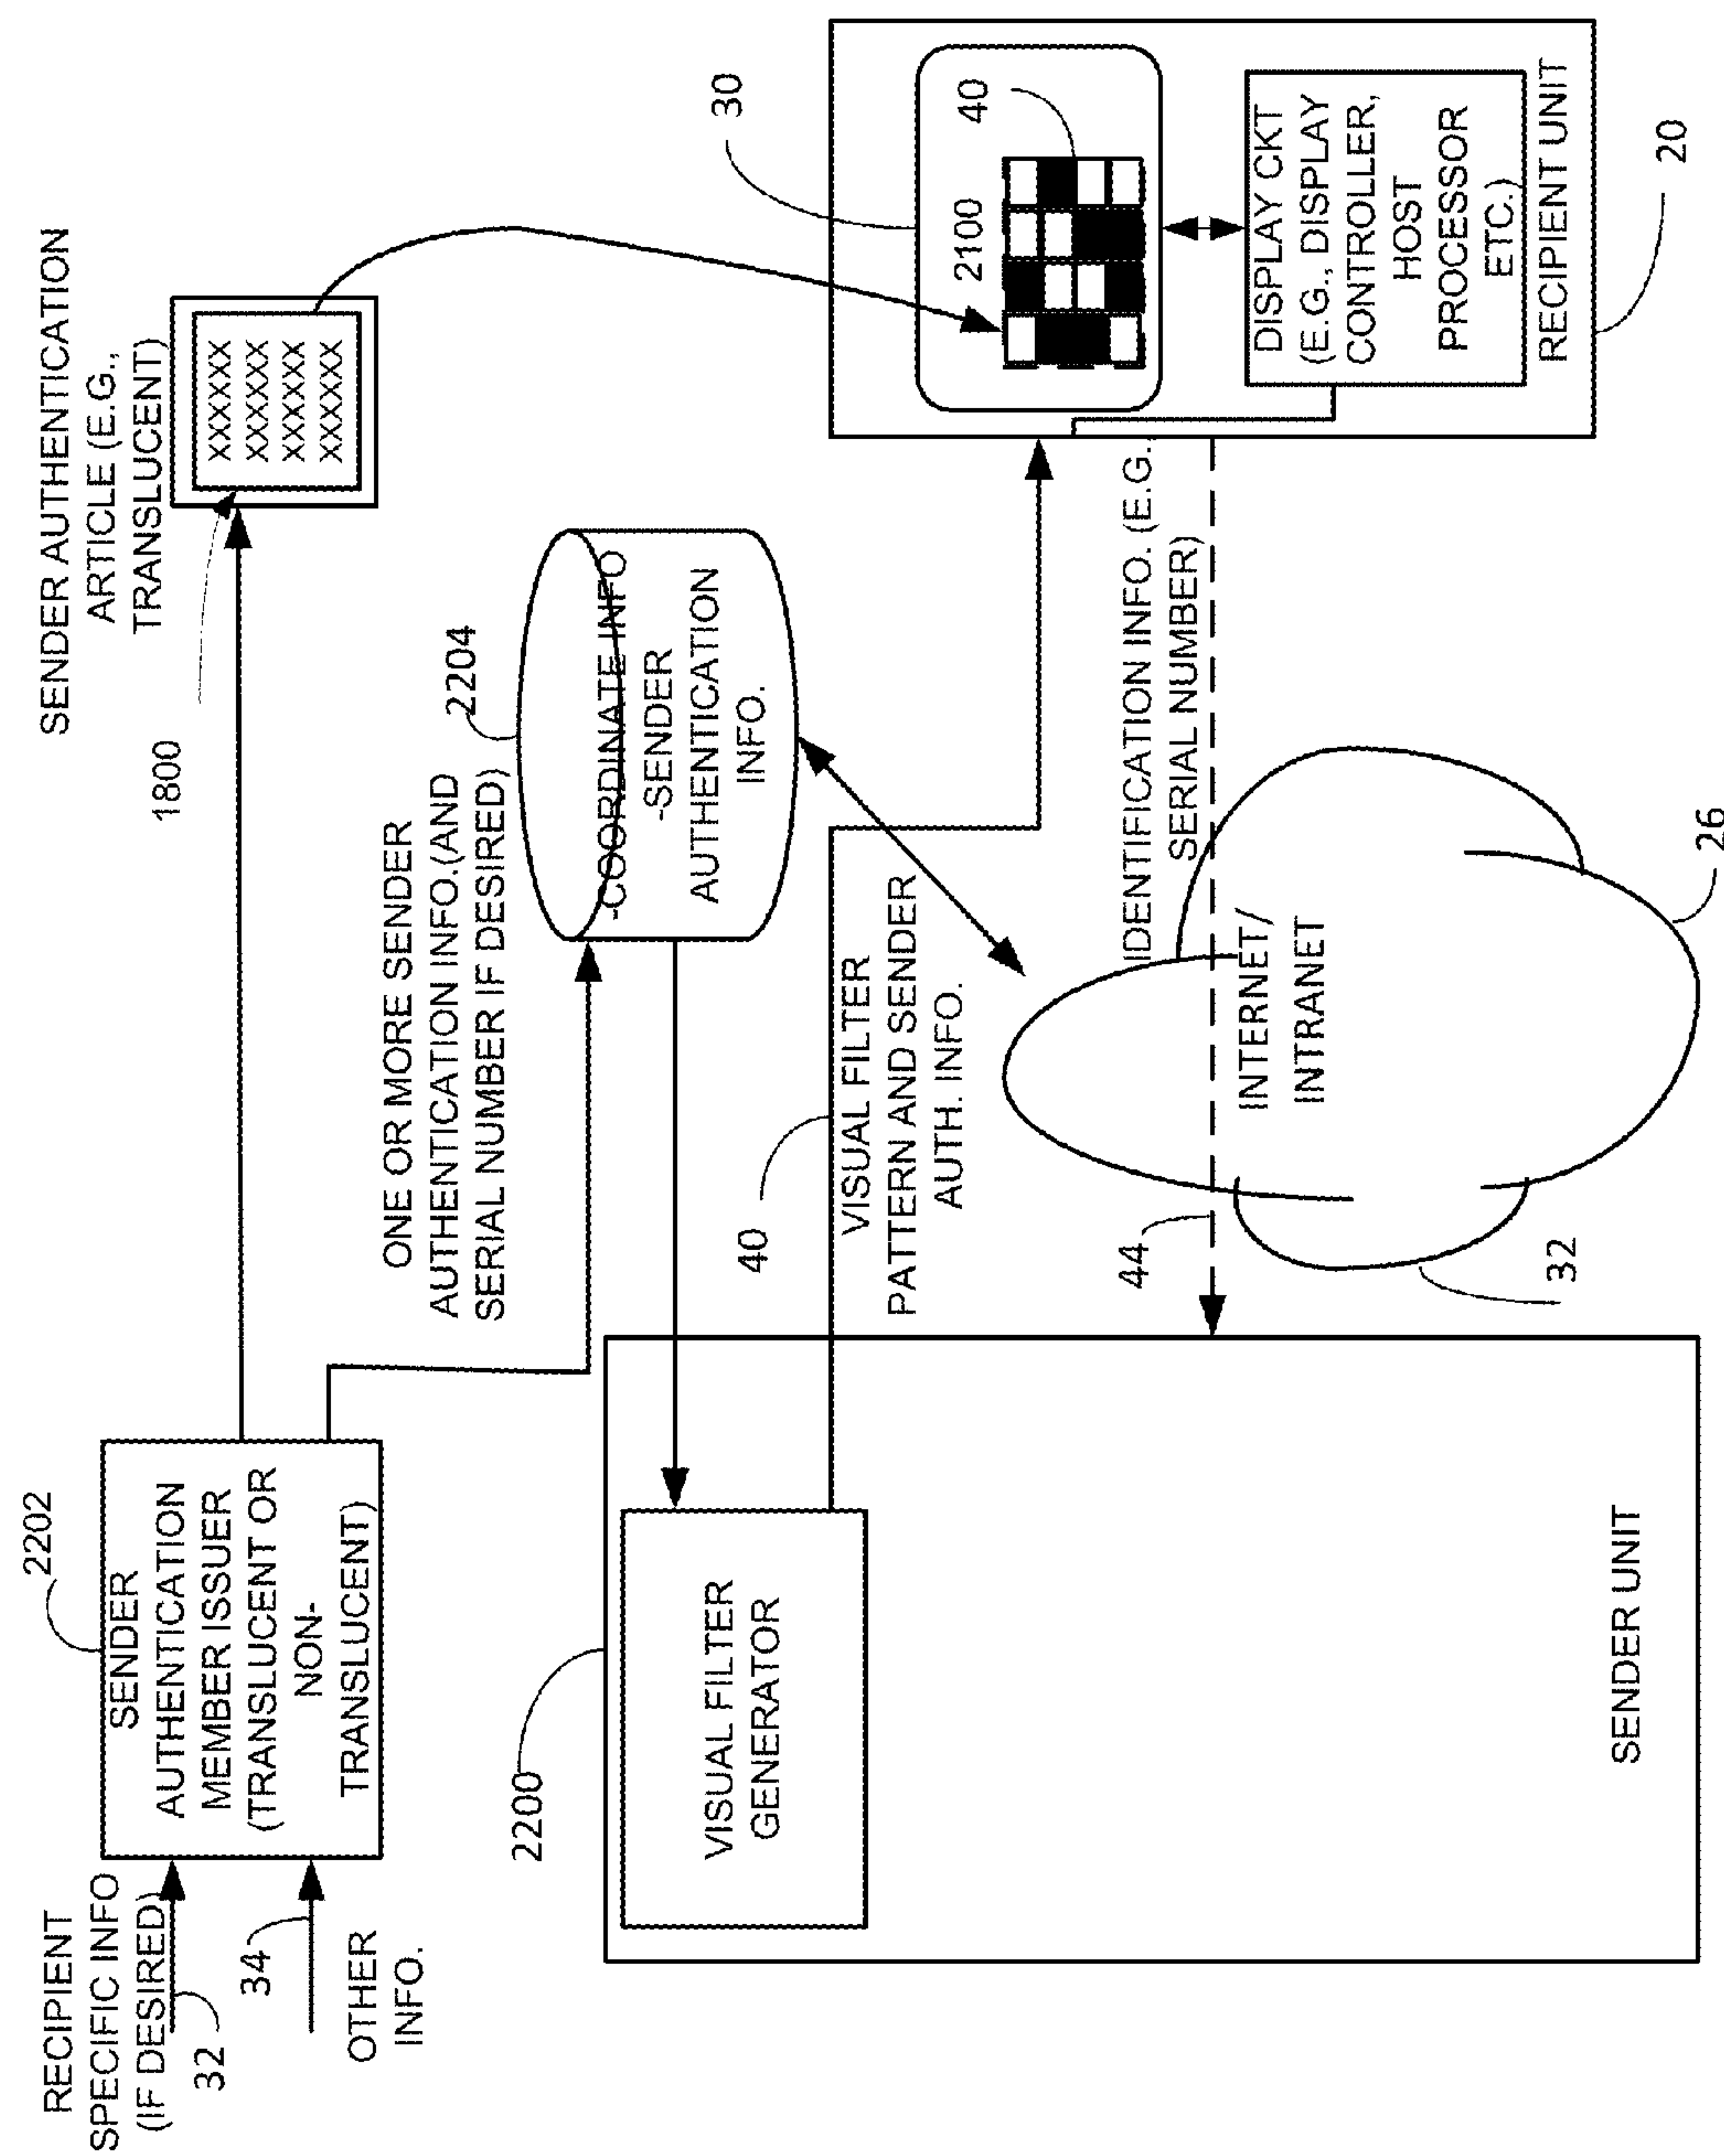 RECIPIENT
SPECIFIC INFO
(IF DESIRED)
32
34
OTHER
INFO.
2202
SENDER
AUTHENTICATION
MEMBER ISSUER
(TRANSLUCENT OR
NON-
TRANSLUCENT)
SENDER AUTHENTICATION
ARTICLE (E.G.,
TRANSLUCENT)
1800
XXXXXX
XXXXXX
XXXXXX
XXXXXX
ONE OR MORE SENDER
AUTHENTICATION INFO.(AND
SERIAL NUMBER IF DESIRED)
2204
-COORDINATE INFO
-SENDER
AUTHENTICATION
INFO.
2200
VISUAL FILTER
GENERATOR
SENDER UNIT
40
VISUAL FILTER
PATTERN AND SENDER
AUTH. INFO.
44
IDENTIFICATION INFO. (E.G.
SERIAL NUMBER)
INTERNET/
INTRANET
32
26
30
2100
40
DISPLAY CKT
(E.G., DISPLAY
CONTROLLER,
HOST
PROCESSOR
ETC.)
RECIPIENT UNIT
20